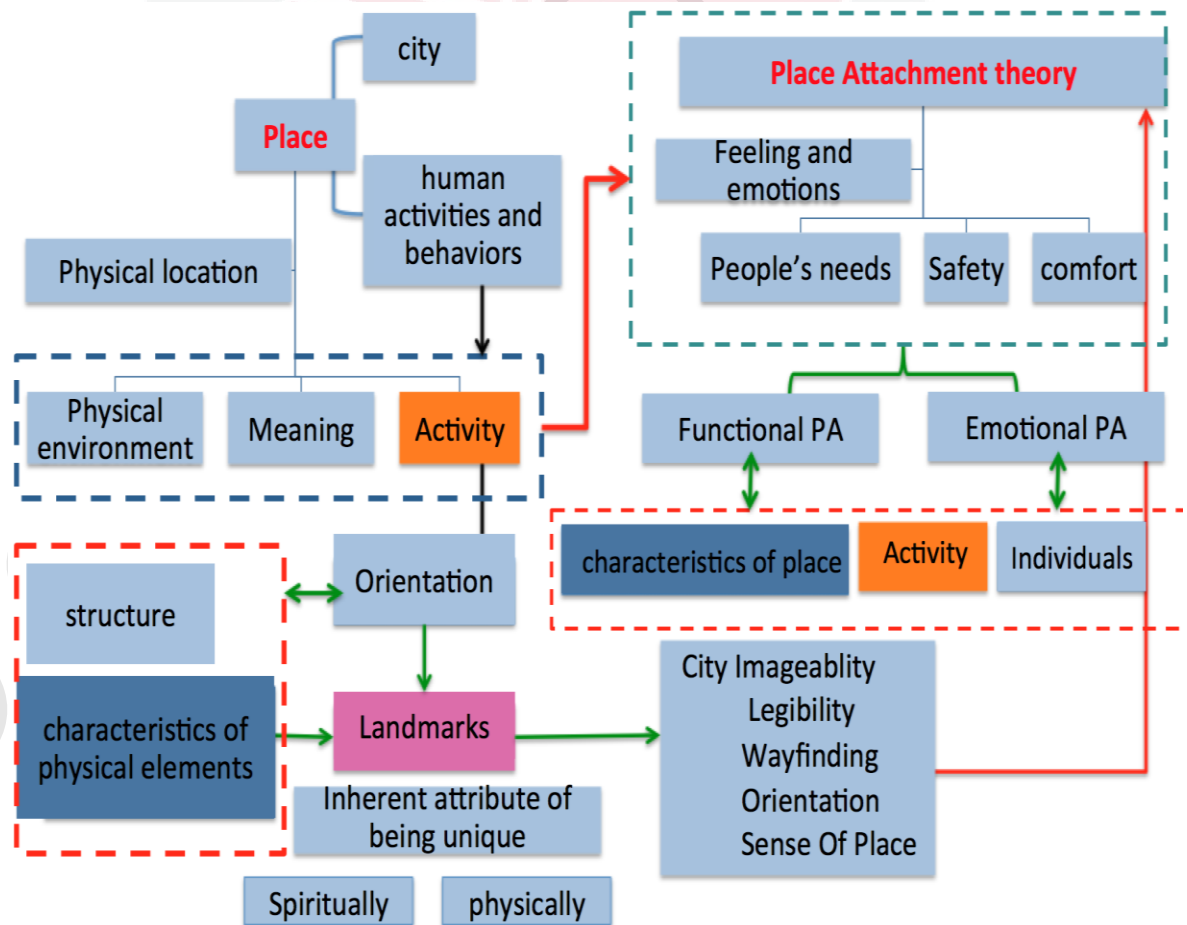 city
Place
human
activities and
behaviors
Physical location
Physical
environment
Meaning
Activity
Place Attachment theory
Feeling and
emotions
People’s needs
Safety
comfort
Functional PA
Emotional PA
characteristics of place
Activity
Individuals
structure
Orientation
characteristics of
physical elements
Landmarks
Inherent attribute of
being unique
Spiritually
physically
City Imageablity
Legibility
Wayfinding
Orientation
Sense Of Place